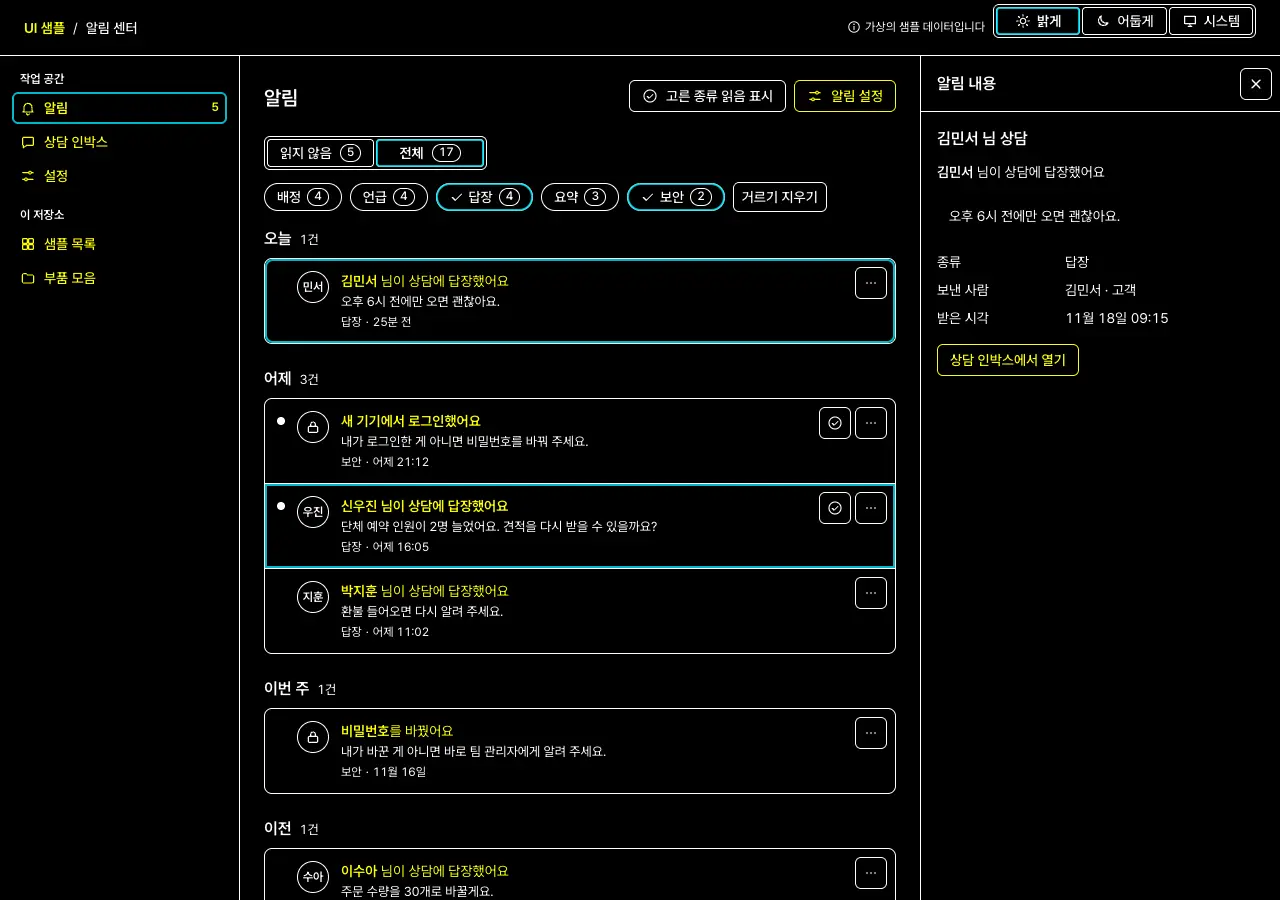 UI 샘플 / 알림 센터
가상의 샘플 데이터입니다
밝게
어둡게
시스템
작업 공간
알림 5
상담 인박스
설정
이 저장소
샘플 목록
부품 모음
알림
고른 종류 읽음 표시
알림 설정
읽지 않음 5
전체 17
배정 4
언급 4
답장 4
요약 3
보안 2
거르기 지우기
오늘 1건
민서
김민서 님이 상담에 답장했어요
오후 6시 전에만 오면 괜찮아요.
답장 · 25분 전
어제 3건
새 기기에서 로그인했어요
내가 로그인한 게 아니면 비밀번호를 바꿔 주세요.
보안 · 어제 21:12
우진
신우진 님이 상담에 답장했어요
단체 예약 인원이 2명 늘었어요. 견적을 다시 받을 수 있을까요?
답장 · 어제 16:05
지훈
박지훈 님이 상담에 답장했어요
환불 들어오면 다시 알려 주세요.
답장 · 어제 11:02
이번 주 1건
비밀번호를 바꿨어요
내가 바꾼 게 아니면 바로 팀 관리자에게 알려 주세요.
보안 · 11월 16일
이전 1건
수아
이수아 님이 상담에 답장했어요
주문 수량을 30개로 바꿀게요.
알림 내용
김민서 님 상담
김민서 님이 상담에 답장했어요
오후 6시 전에만 오면 괜찮아요.
종류 답장
보낸 사람 김민서 · 고객
받은 시각 11월 18일 09:15
상담 인박스에서 열기